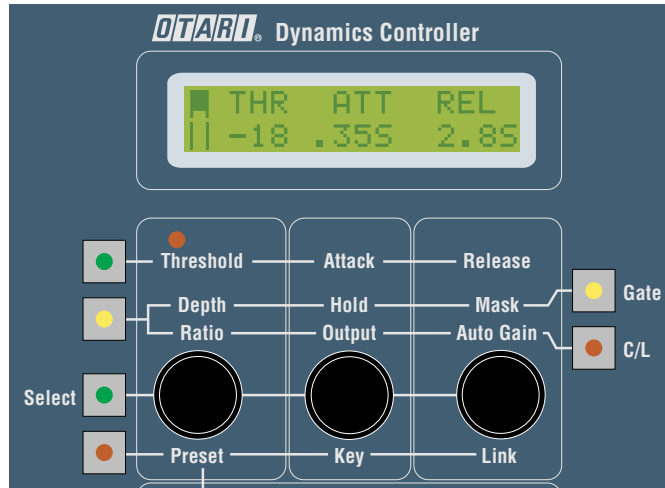 OTARI® Dynamics Controller
THR ATT REL
-18 .35S 2.8S
Threshold Attack Release
Depth Hold Mask Gate
Ratio Output Auto Gain C/L
Select
Preset Key Link